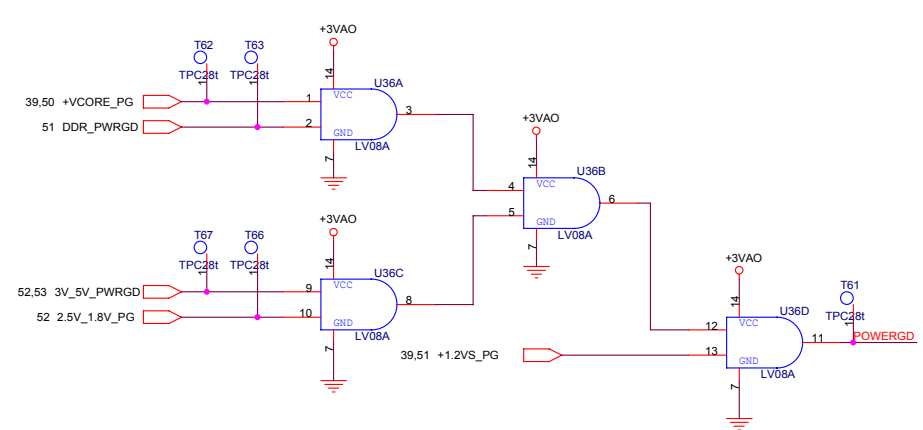 +3VAO
T62 T63
TPC28t TPC28t
1 1
14
U36A
VCC
39,50 +VCORE_PG
1
3
51 DDR_PWRGD
2
GND
LV08A
7
+3VAO
14
U36B
VCC
4
6
5
GND
LV08A
7
+3VAO
T67 T66
TPC28t TPC28t
1 1
14
U36C
VCC
52,53 3V_5V_PWRGD
9
8
52 2.5V_1.8V_PG
10
GND
LV08A
7
+3VAO
T61
TPC28t
1
14
U36D
VCC
12
11
POWERGD
39,51 +1.2VS_PG
13
GND
LV08A
7